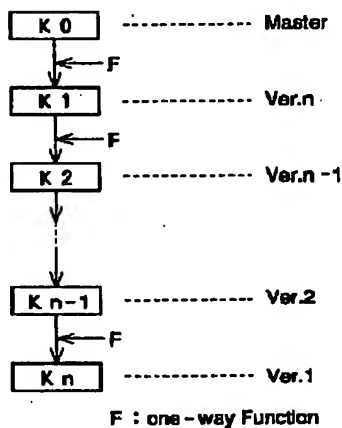 K 0 ---------- Master
F
K 1 ---------- Ver.n
F
K 2 ---------- Ver.n -1
K n-1 ---------- Ver.2
F
K n ---------- Ver.1
F : one-way Function